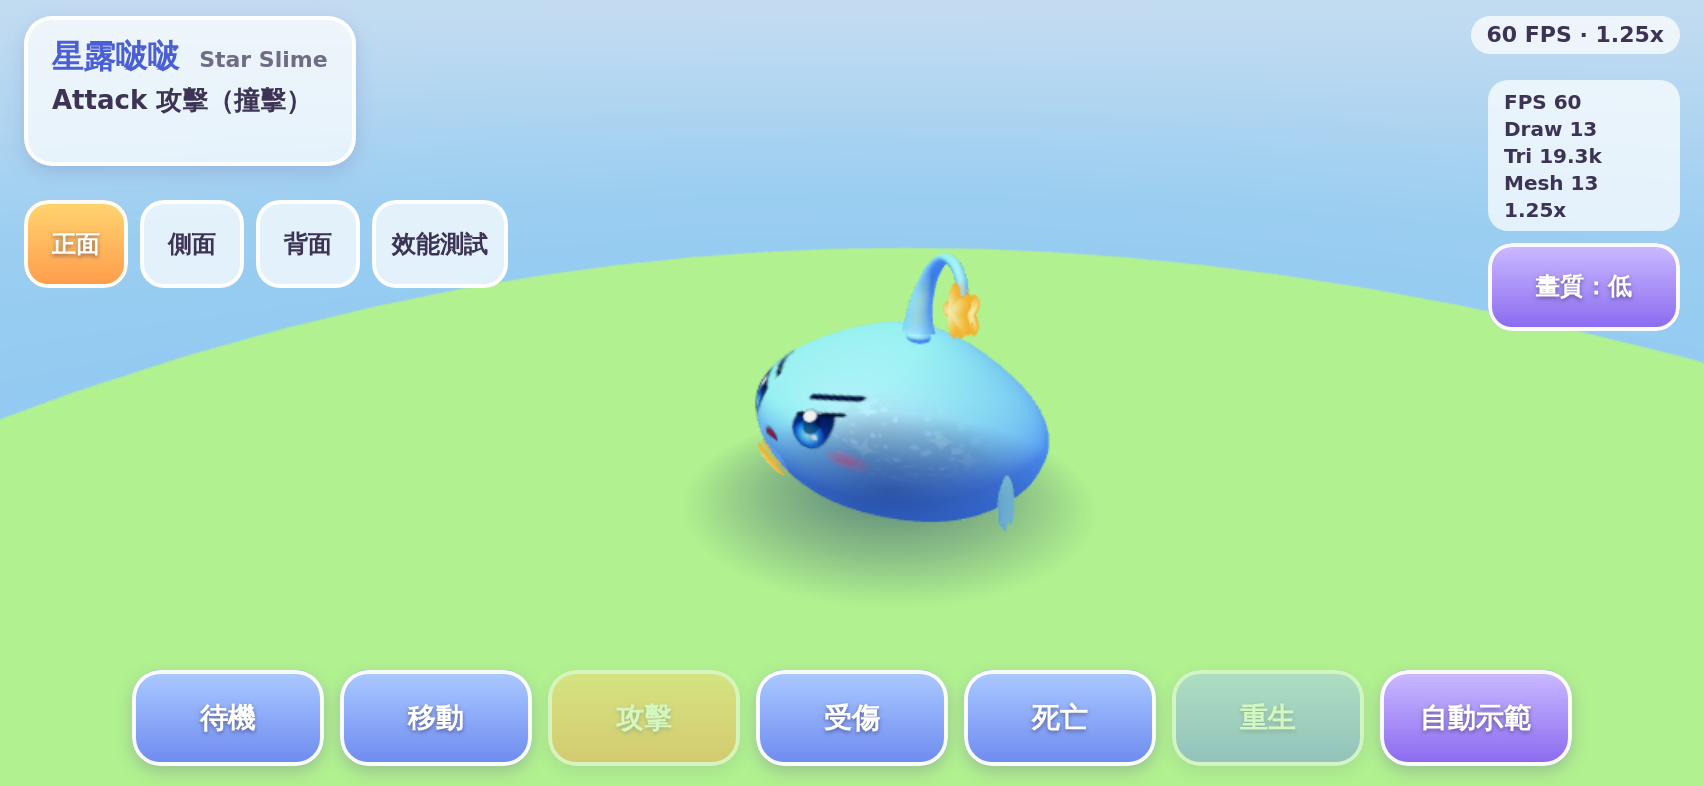 星露啵啵 Star Slime
Attack 攻擊（撞擊）
60 FPS · 1.25x
FPS 60
Draw 13
Tri 19.3k
Mesh 13
1.25x
正面 側面 背面 效能測試
畫質：低
待機 移動 攻擊 受傷 死亡 重生 自動示範